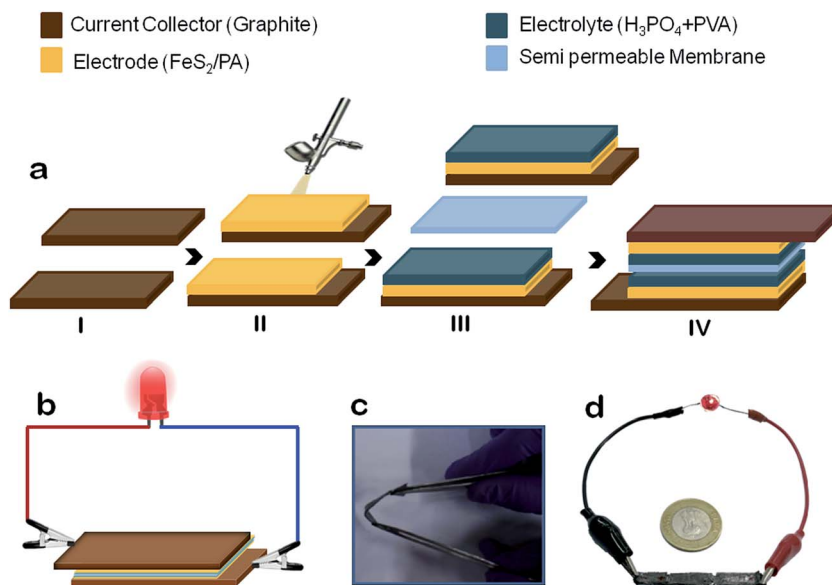 Current Collector (Graphite)
Electrode (FeS₂/PA)
Electrolyte (H₃PO₄+PVA)
Semi permeable Membrane
a
I
II
III
IV
b
c
d